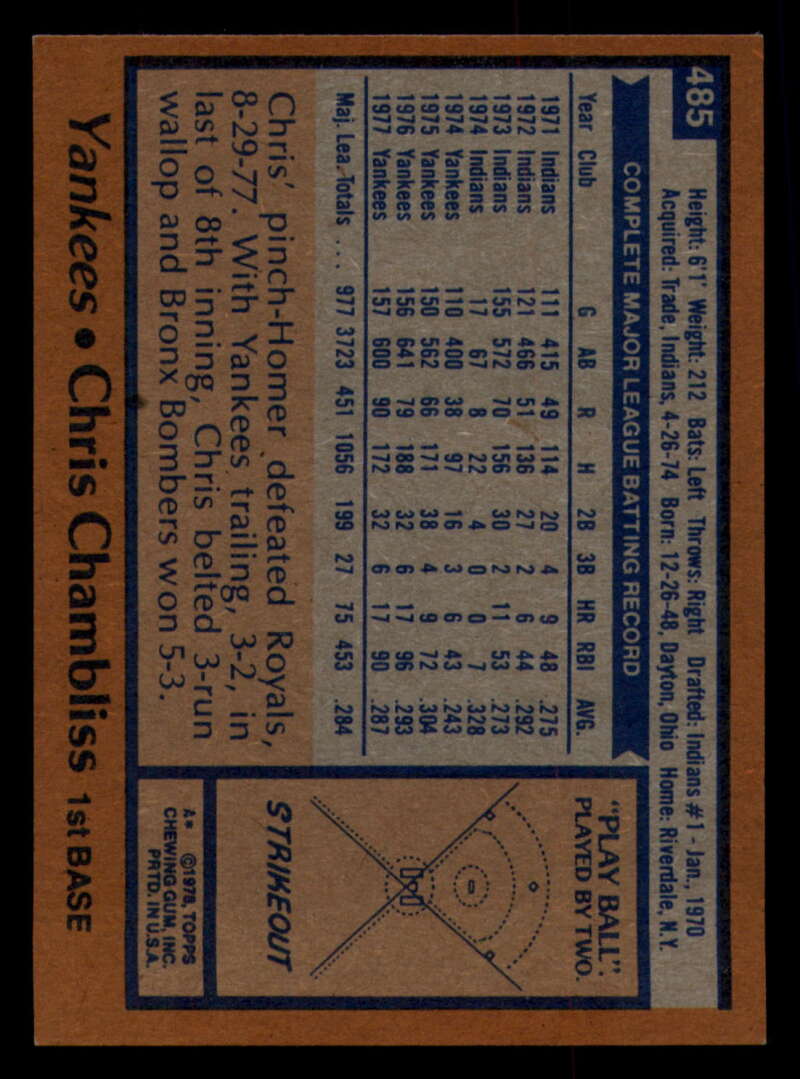 485
Height: 6'1' Weight: 212 Bats: Left Throws: Right Drafted: Indians #1 - Jan., 1970
Acquired: Trade, Indians, 4-26-74 Born: 12-26-48, Dayton, Ohio Home: Riverdale, N.Y.
COMPLETE MAJOR LEAGUE BATTING RECORD
Year Club G AB R H 2B 3B HR RBI AVG.
1971 Indians 111 415 49 114 20 4 9 48 .275
1972 Indians 121 466 51 136 27 2 6 44 .292
1973 Indians 155 572 70 156 30 2 11 53 .273
1974 Indians 17 67 8 22 4 0 0 7 .328
1974 Yankees 110 400 38 97 16 3 6 43 .243
1975 Yankees 150 562 66 171 38 4 9 72 .304
1976 Yankees 156 641 79 188 32 6 17 96 .293
1977 Yankees 157 600 90 172 32 6 17 90 .287
Maj. Lea. Totals ... 977 3723 451 1056 199 27 75 453 .284
Chris' pinch-Homer defeated Royals,
8-29-77. With Yankees trailing, 3-2, in
last of 8th inning, Chris belted 3-run
wallop and Bronx Bombers won 5-3.
"PLAY BALL":
PLAYED BY TWO.
STRIKEOUT
A* ©1978, TOPPS
CHEWING GUM, INC.
PRTD. IN U.S.A.
Yankees • Chris Chambliss 1st BASE